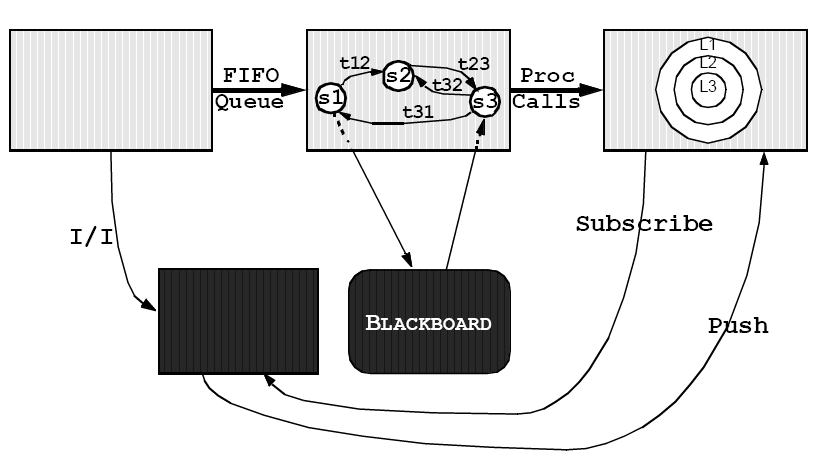 FIFO
Queue
t12
s1
s2
t23
t32
s3
t31
Proc
Calls
L1
L2
L3
I/I
Subscribe
BLACKBOARD
Push